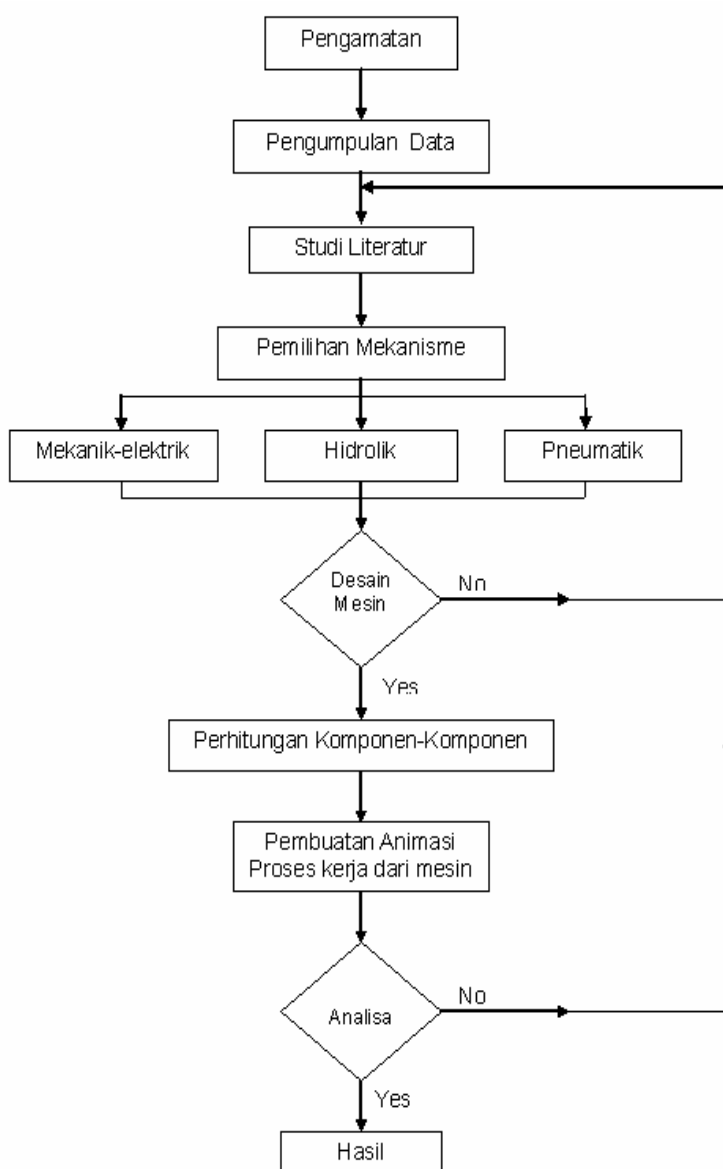 Pengamatan
Pengumpulan Data
Studi Literatur
Pemilihan Mekanisme
Mekanik-elektrik
Hidrolik
Pneumatik
Desain
Mesin
No
Yes
Perhitungan Komponen-Komponen
Pembuatan Animasi
Proses kerja dari mesin
Analisa
No
Yes
Hasil